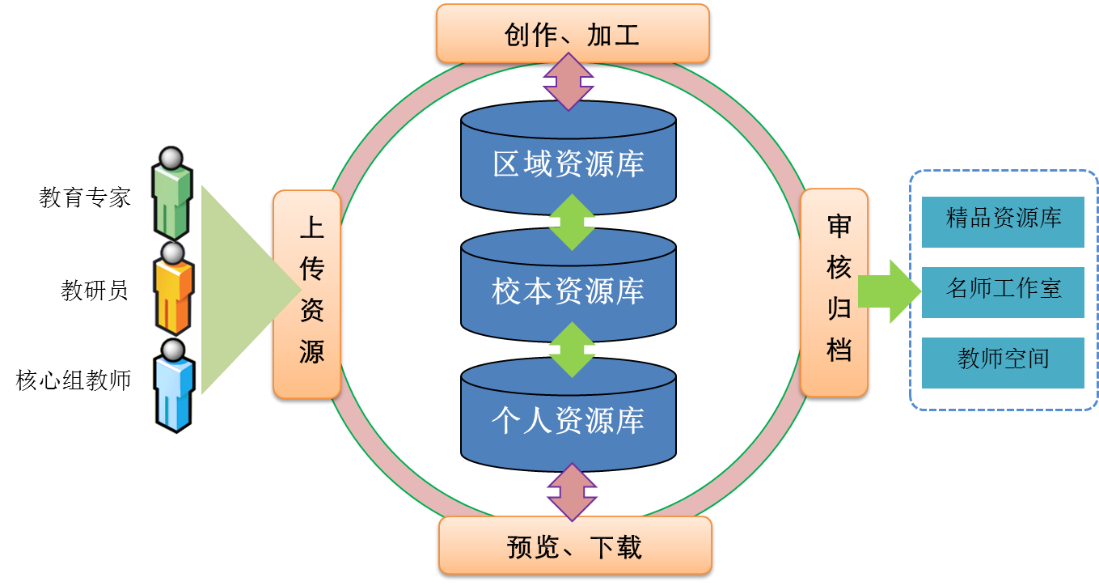 创作、加工
教育专家
教研员
核心组教师
上传资源
区域资源库
校本资源库
个人资源库
审核归档
精品资源库
名师工作室
教师空间
预览、下载